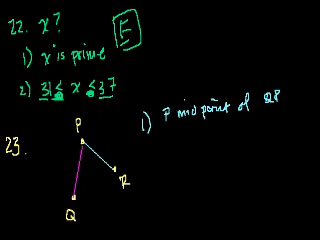 22. x? E
1) x is prime
2) 31 ≤ x ≤ 37
23.
P
Q
R
1) P mid point of QR